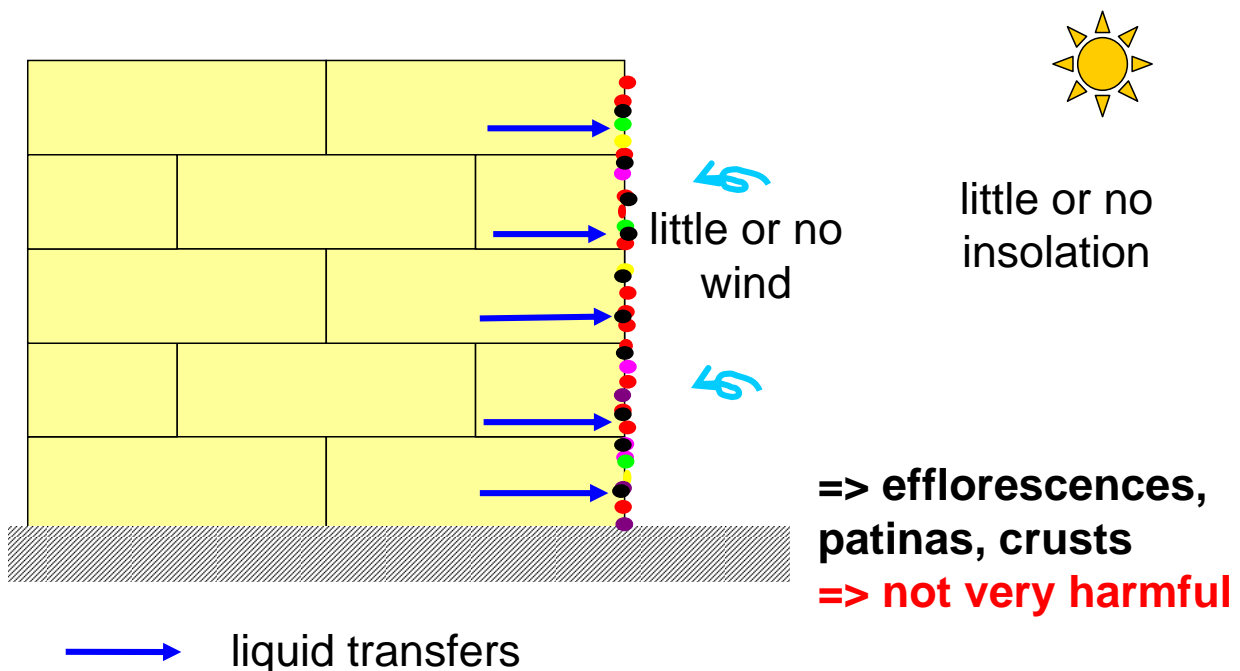 little or no
wind
little or no
insolation
=> efflorescences,
patinas, crusts
=> not very harmful
liquid transfers